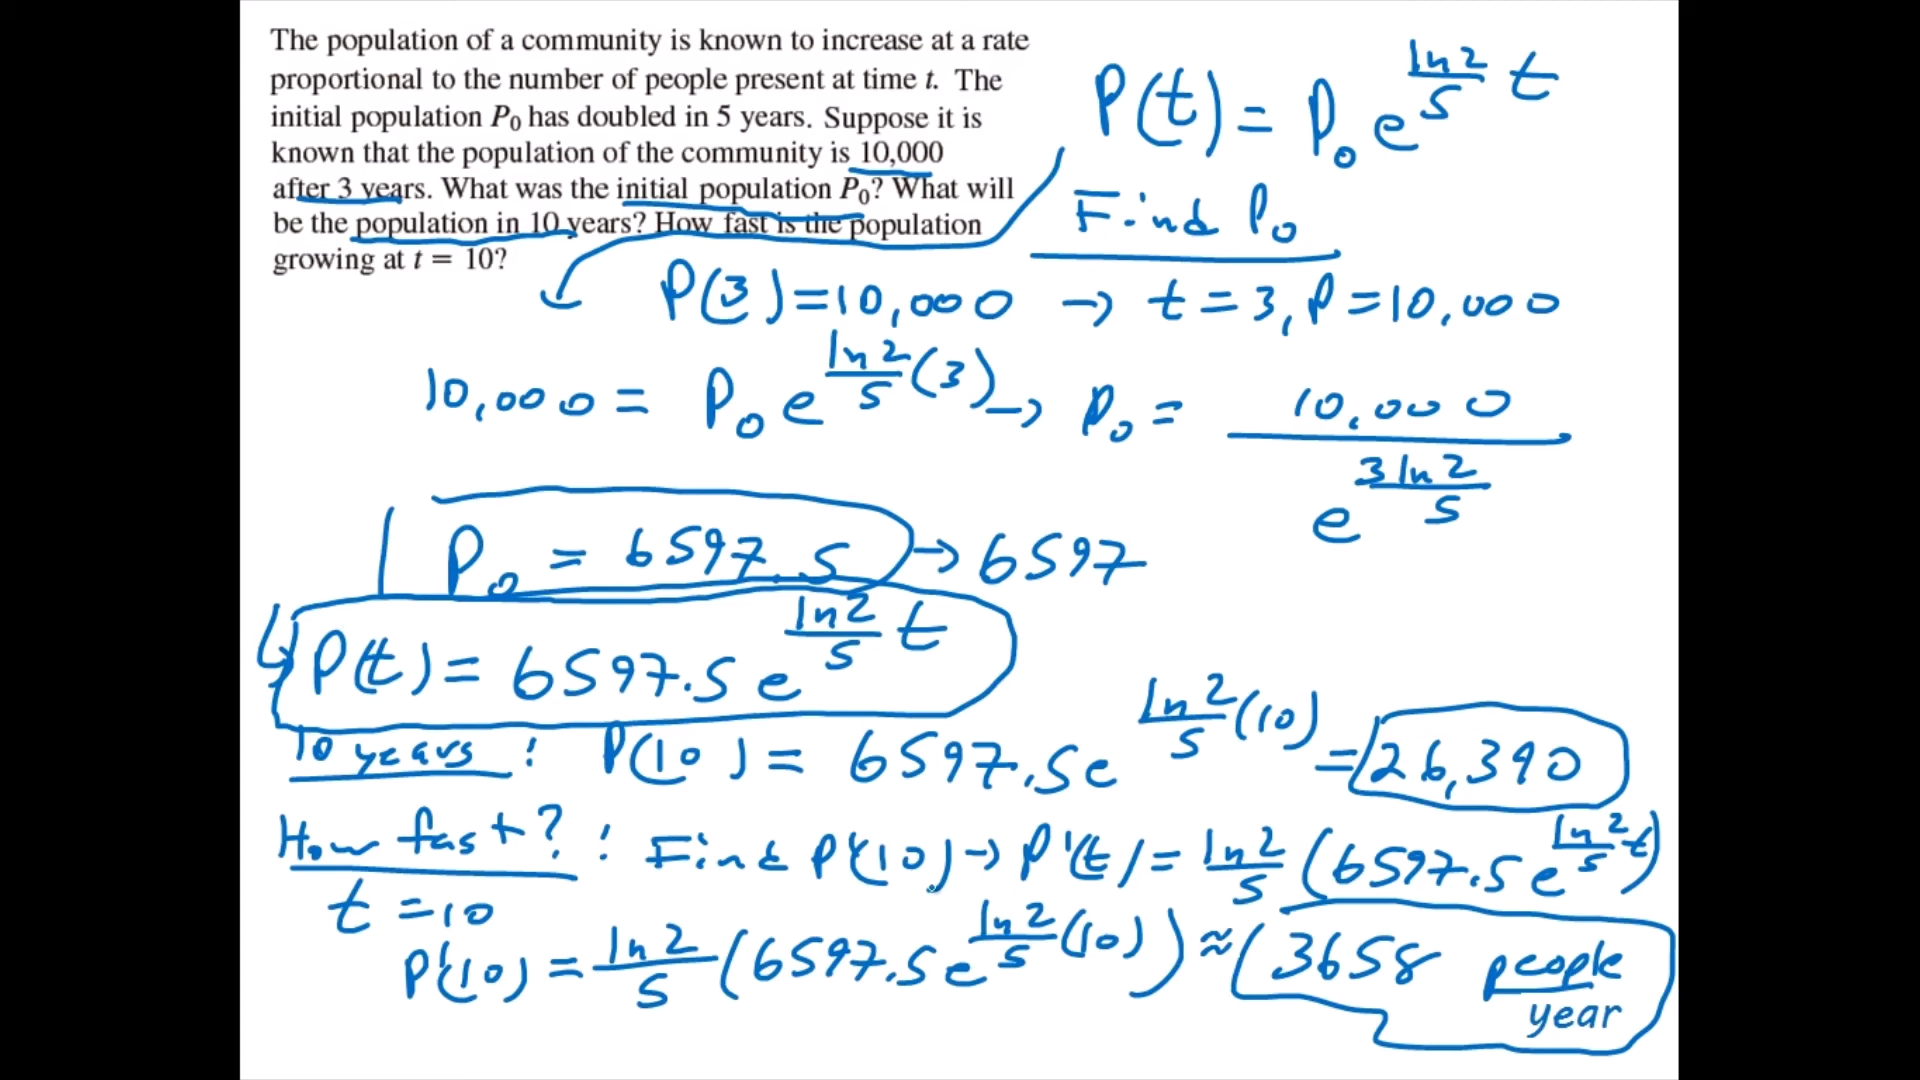 The population of a community is known to increase at a rate
proportional to the number of people present at time t. The
initial population P₀ has doubled in 5 years. Suppose it is
known that the population of the community is 10,000
after 3 years. What was the initial population P₀? What will
be the population in 10 years? How fast is the population
growing at t = 10?
P(t) = P₀ e^(ln2/5 t)
Find P₀
P(3) = 10,000 → t = 3, P = 10,000
10,000 = P₀ e^(ln2/5 (3)) → P₀ = 10,000 / e^(3 ln2/5)
P₀ = 6597.5 → 6597
P(t) = 6597.5 e^(ln2/5 t)
10 years: P(10) = 6597.5e^(ln2/5 (10)) = 26,390
How fast?: Find P'(10) → P'(t) = ln2/5 (6597.5 e^(ln2/5 t))
t = 10
P'(10) = ln2/5 (6597.5 e^(ln2/5 (10))) ≈ 3658 people/year